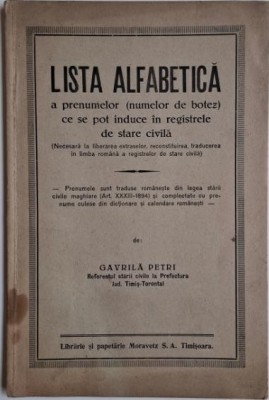 LISTA ALFABETICĂ
a prenumelor (numelor de botez)
ce se pot induce în registrele
de stare civilă
(Necesară la liberarea extraselor, reconstituirea, traducerea
în limba română a registrelor de stare civilă)
— Prenumele sunt traduse românește din legea stării
civile maghiare (Art. XXXIII-1894) și complectate cu pre-
nume culese din dicționare și calendare românești —
de:
GAVRILĂ PETRI
Referentul stării civile la Prefectura
Jud. Timiș-Torontal
Librărie și papetărie Moravetz S. A. Timișoara.